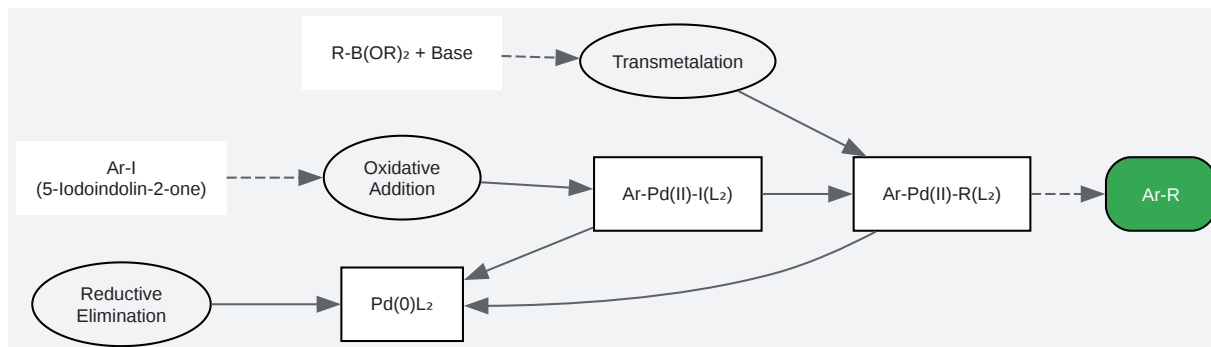 R-B(OR)₂ + Base
Transmetalation
Ar-I
(5-Iodoindolin-2-one)
Oxidative
Addition
Ar-Pd(II)-I(L₂)
Ar-Pd(II)-R(L₂)
Ar-R
Reductive
Elimination
Pd(0)L₂